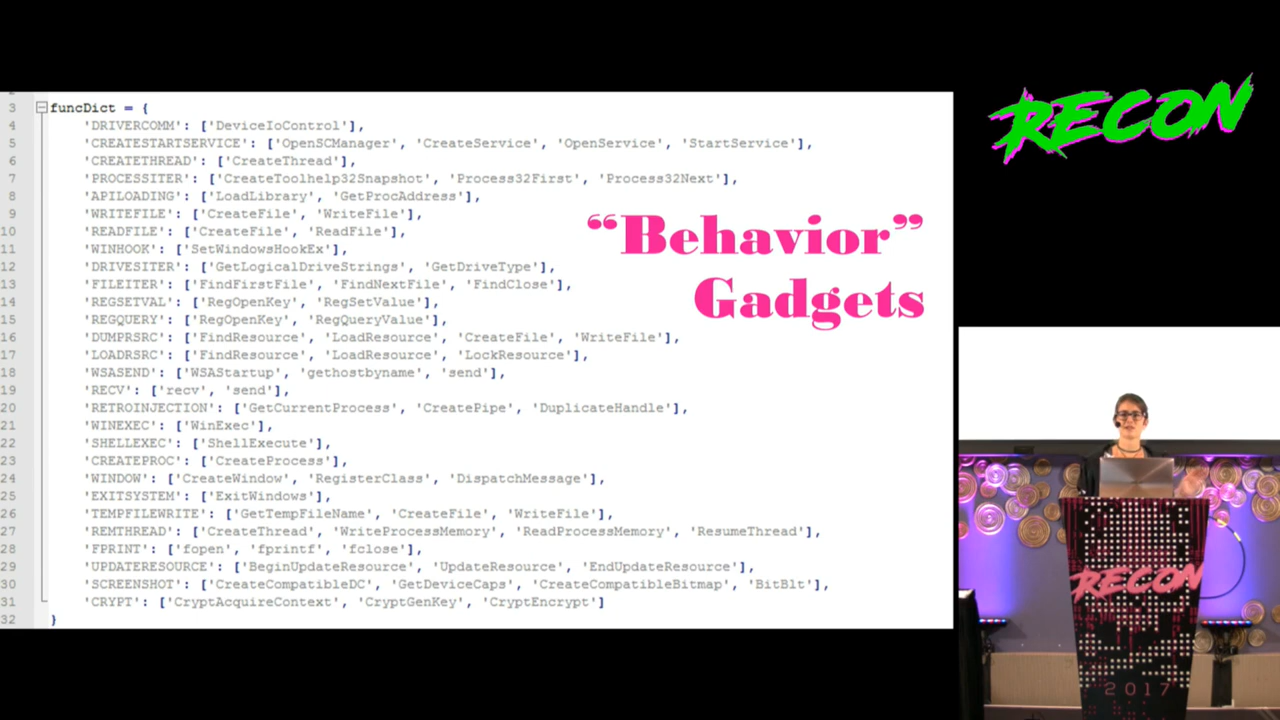 3 funcDict = {
4 'DRIVERCOMM': ['DeviceIoControl'],
5 'CREATESTARTSERVICE': ['OpenSCManager', 'CreateService', 'OpenService', 'StartService'],
6 'CREATETHREAD': ['CreateThread'],
7 'PROCESSITER': ['CreateToolhelp32Snapshot', 'Process32First', 'Process32Next'],
8 'APILOADING': ['LoadLibrary', 'GetProcAddress'],
9 'WRITEFILE': ['CreateFile', 'WriteFile'],
10 'READFILE': ['CreateFile', 'ReadFile'],
11 'WINHOOK': ['SetWindowsHookEx'],
12 'DRIVESITER': ['GetLogicalDriveStrings', 'GetDriveType'],
13 'FILEITER': ['FindFirstFile', 'FindNextFile', 'FindClose'],
14 'REGSETVAL': ['RegOpenKey', 'RegSetValue'],
15 'REGQUERY': ['RegOpenKey', 'RegQueryValue'],
16 'DUMPRSRC': ['FindResource', 'LoadResource', 'CreateFile', 'WriteFile'],
17 'LOADRSRC': ['FindResource', 'LoadResource', 'LockResource'],
18 'WSASEND': ['WSAStartup', 'gethostbyname', 'send'],
19 'RECV': ['recv', 'send'],
20 'RETROINJECTION': ['GetCurrentProcess', 'CreatePipe', 'DuplicateHandle'],
21 'WINEXEC': ['WinExec'],
22 'SHELLEXEC': ['ShellExecute'],
23 'CREATEPROC': ['CreateProcess'],
24 'WINDOW': ['CreateWindow', 'RegisterClass', 'DispatchMessage'],
25 'EXITSYSTEM': ['ExitWindows'],
26 'TEMPFILEWRITE': ['GetTempFileName', 'CreateFile', 'WriteFile'],
27 'REMTHREAD': ['CreateThread', 'WriteProcessMemory', 'ReadProcessMemory', 'ResumeThread'],
28 'FPRINT': ['fopen', 'fprintf', 'fclose'],
29 'UPDATERESOURCE': ['BeginUpdateResource', 'UpdateResource', 'EndUpdateResource'],
30 'SCREENSHOT': ['CreateCompatibleDC', 'GetDeviceCaps', 'CreateCompatibleBitmap', 'BitBlt'],
31 'CRYPT': ['CryptAcquireContext', 'CryptGenKey', 'CryptEncrypt']
32 }
“Behavior”
Gadgets
RECON
RECON
2017